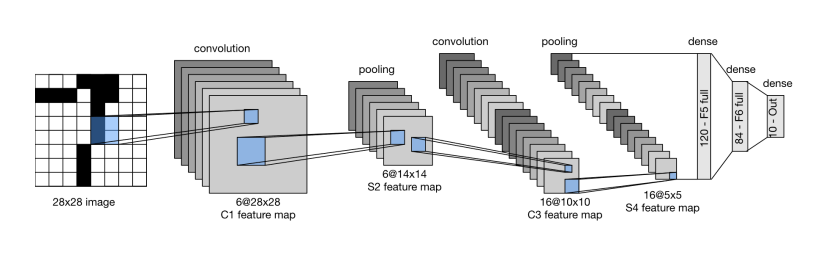 convolution
pooling
convolution
pooling
dense
dense
dense
120 - F5 full
84 - F6 full
10 - Out
28x28 image
6@28x28
C1 feature map
6@14x14
S2 feature map
16@10x10
C3 feature map
16@5x5
S4 feature map